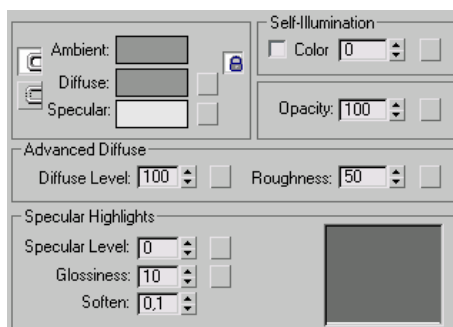 Self-Illumination
Ambient:
Color 0
Diffuse:
Specular:
Opacity: 100
Advanced Diffuse
Diffuse Level: 100 Roughness: 50
Specular Highlights
Specular Level: 0
Glossiness: 10
Soften: 0,1